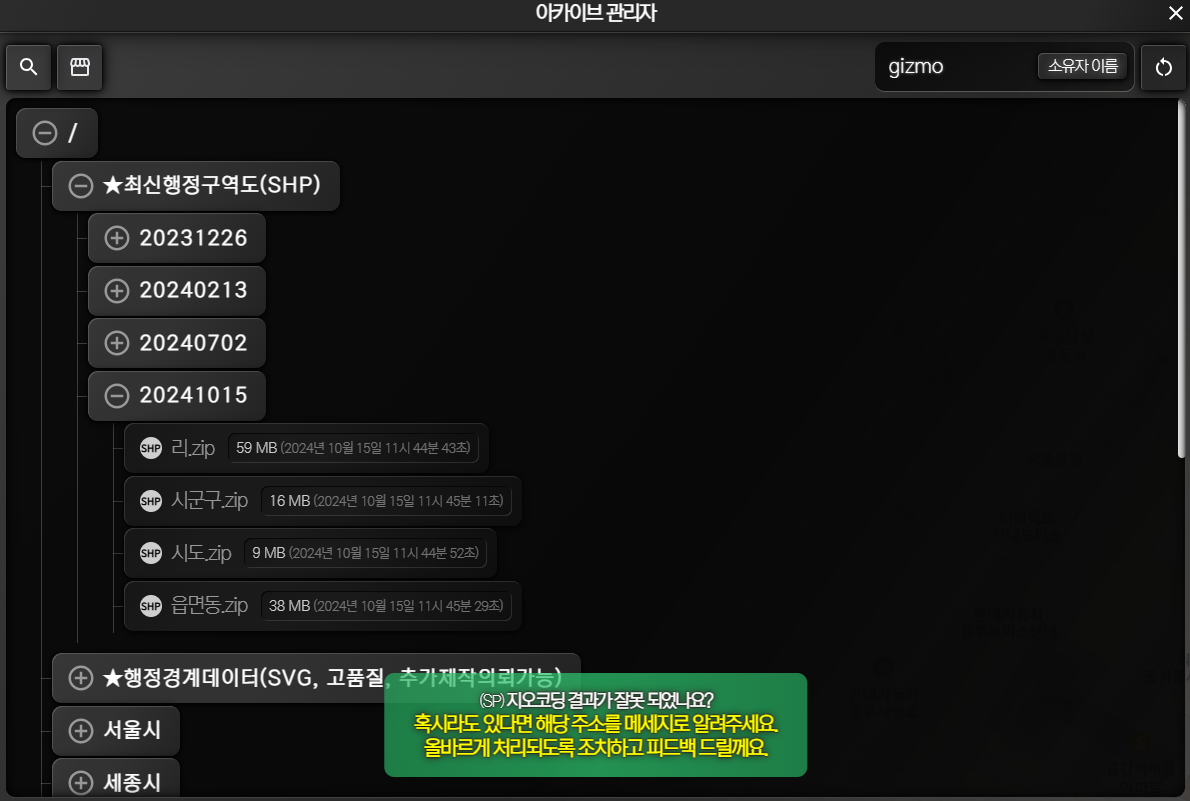 아카이브 관리자
gizmo 소유자 이름
/
★최신행정구역도(SHP)
20231226
20240213
20240702
20241015
SHP 리.zip 59 MB (2024년 10월 15일 11시 44분 43초)
SHP 시군구.zip 16 MB (2024년 10월 15일 11시 45분 11초)
SHP 시도.zip 9 MB (2024년 10월 15일 11시 44분 52초)
SHP 읍면동.zip 38 MB (2024년 10월 15일 11시 45분 29초)
★행정경계데이터(SVG, 고품질, 추가제작의뢰가능)
(SP) 지오코딩 결과가 잘못 되었나요?
혹시라도 있다면 해당 주소를 메세지로 알려주세요.
올바르게 처리되도록 조치하고 피드백 드릴께요.
서울시
세종시